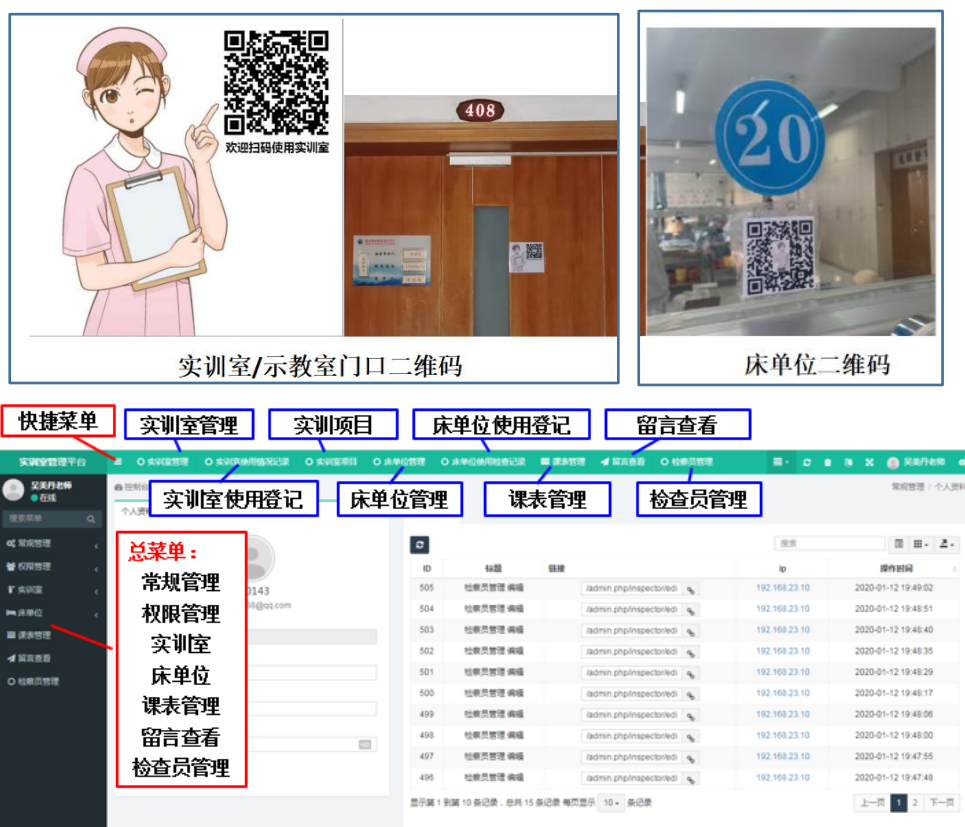 欢迎扫码使用实训室
408
20
实训室/示教室门口二维码
床单位二维码
快捷菜单
实训室管理
实训项目
床单位使用登记
留言查看
实训室管理平台
实训室管理
实训室使用情况记录
实训室项目
床单位管理
床单位使用检查记录
课表管理
留言查看
检察员管理
吴美丹老师
实训室使用登记
床单位管理
课表管理
检查员管理
吴美丹老师
在线
搜索菜单
常规管理
权限管理
实训室
床单位
课表管理
留言查看
检察员管理
控制台
常规管理 / 个人资料
个人资料
总菜单：
常规管理
权限管理
实训室
床单位
课表管理
留言查看
检查员管理
0143
@qq.com
搜索
ID 标题 链接 ip 操作时间
505 检察员管理 编辑 /admin.php/inspector/edi 192.168.23.10 2020-01-12 19:49:02
504 检察员管理 编辑 /admin.php/inspector/edi 192.168.23.10 2020-01-12 19:48:51
503 检察员管理 编辑 /admin.php/inspector/edi 192.168.23.10 2020-01-12 19:48:40
502 检察员管理 编辑 /admin.php/inspector/edi 192.168.23.10 2020-01-12 19:48:35
501 检察员管理 编辑 /admin.php/inspector/edi 192.168.23.10 2020-01-12 19:48:29
500 检察员管理 编辑 /admin.php/inspector/edi 192.168.23.10 2020-01-12 19:48:17
499 检察员管理 编辑 /admin.php/inspector/edi 192.168.23.10 2020-01-12 19:48:06
498 检察员管理 编辑 /admin.php/inspector/edi 192.168.23.10 2020-01-12 19:48:00
497 检察员管理 编辑 /admin.php/inspector/edi 192.168.23.10 2020-01-12 19:47:55
496 检察员管理 编辑 /admin.php/inspector/edi 192.168.23.10 2020-01-12 19:47:48
显示第 1 到第 10 条记录，总共 15 条记录 每页显示 10 条记录
上一页 1 2 下一页